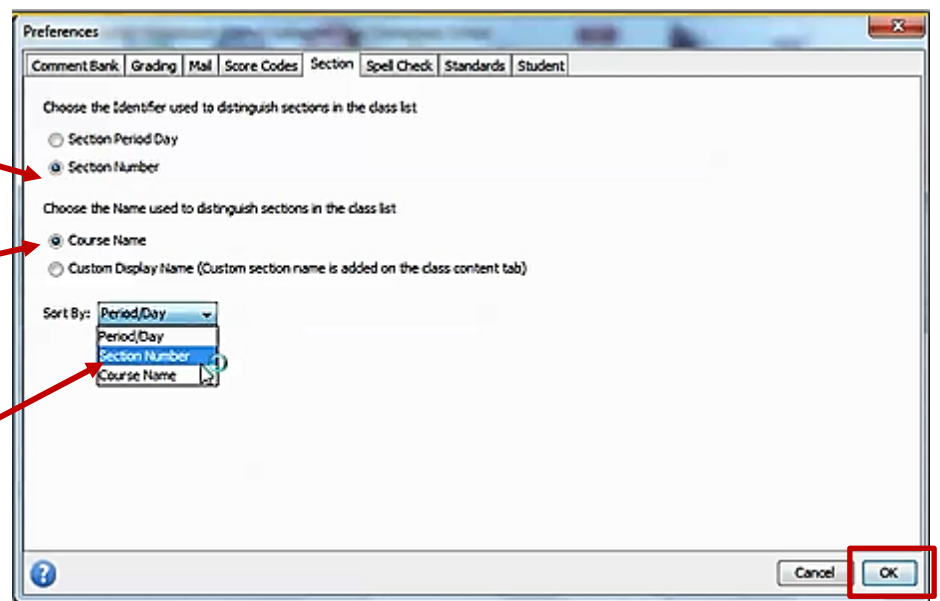 Preferences
Comment Bank Grading Mail Score Codes Section Spell Check Standards Student
Choose the Identifier used to distinguish sections in the class list
Section Period Day
Section Number
Choose the Name used to distinguish sections in the class list
Course Name
Custom Display Name (Custom section name is added on the class content tab)
Sort By: Period/Day
Period/Day
Section Number
Course Name
Cancel OK